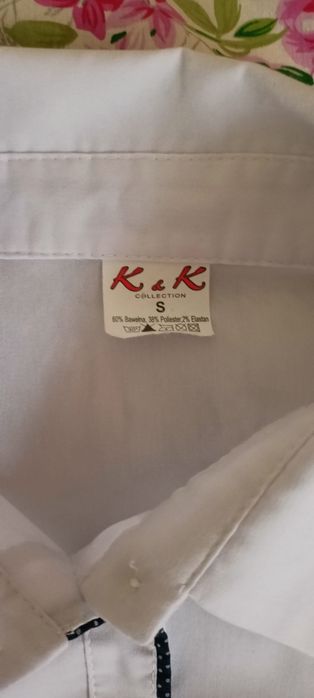 K & K
COLLECTION
S
60% Bawełna, 38% Poliester, 2% Elastan